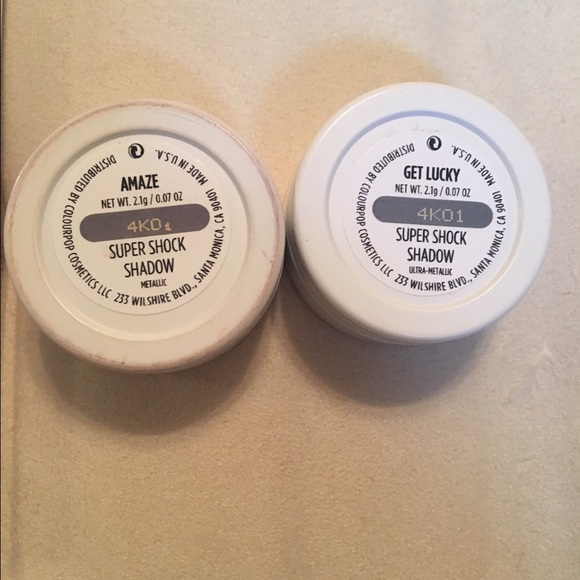 AMAZE
NET WT. 2.1g / 0.07 OZ
4K01
SUPER SHOCK
SHADOW
METALLIC
DISTRIBUTED BY COLOURPOP COSMETICS LLC 233 WILSHIRE BLVD., SANTA MONICA, CA 90401 MADE IN U.S.A.
GET LUCKY
NET WT. 2.1g / 0.07 OZ
4K01
SUPER SHOCK
SHADOW
ULTRA-METALLIC
DISTRIBUTED BY COLOURPOP COSMETICS LLC 233 WILSHIRE BLVD., SANTA MONICA, CA 90401 MADE IN U.S.A.